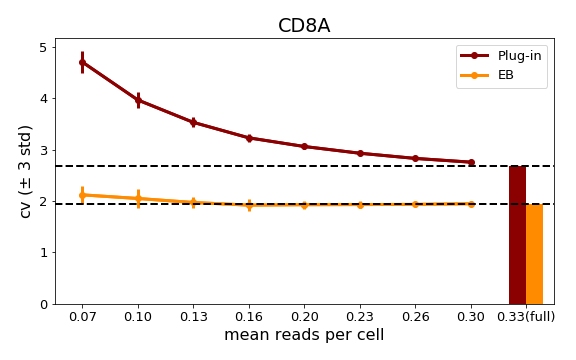 CD8A
Plug-in
EB
cv (± 3 std)
5
4
3
2
1
0
0.07 0.10 0.13 0.16 0.20 0.23 0.26 0.30 0.33(full)
mean reads per cell